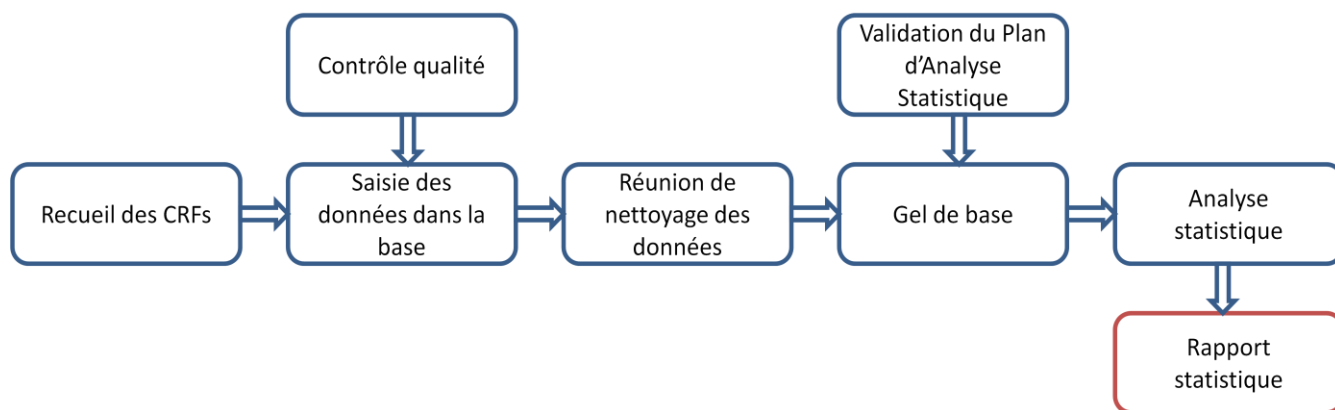 Contrôle qualité
Validation du Plan
d’Analyse
Statistique
Recueil des CRFs
Saisie des
données dans la
base
Réunion de
nettoyage des
données
Gel de base
Analyse
statistique
Rapport
statistique